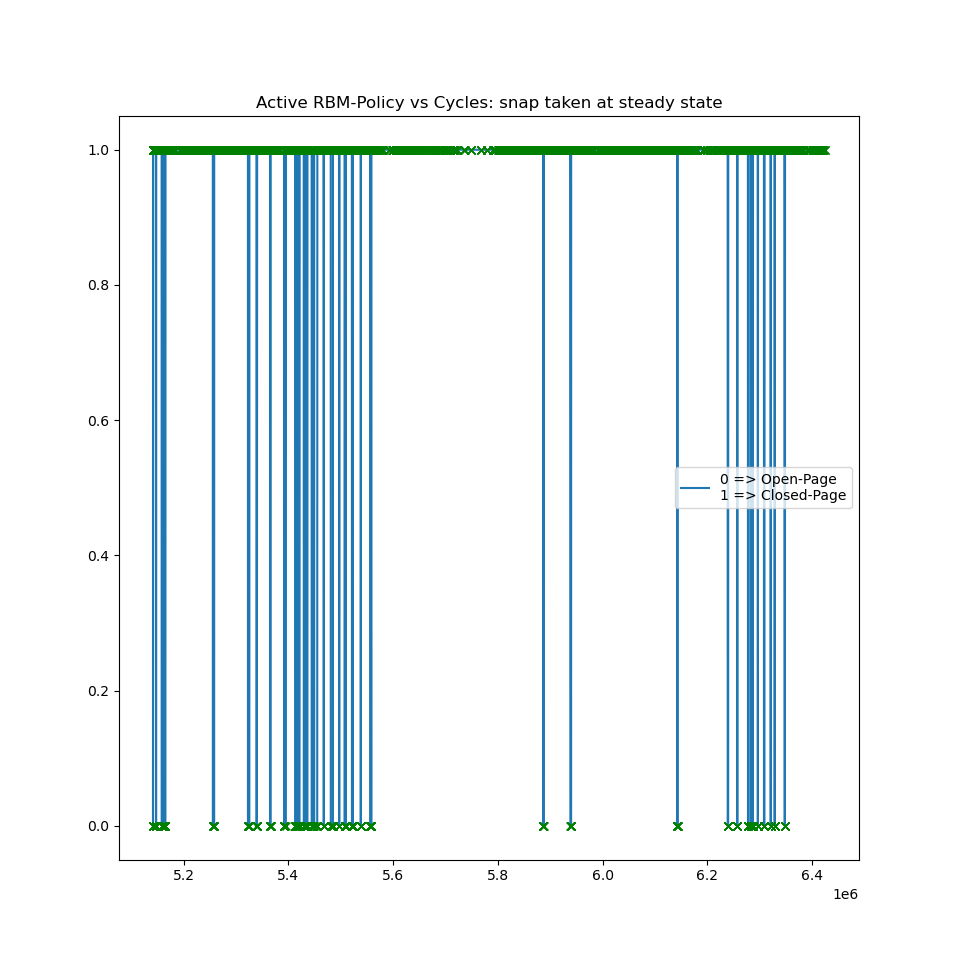 Active RBM-Policy vs Cycles: snap taken at steady state
1.0
0.8
0.6
0.4
0.2
0.0
0 => Open-Page
1 => Closed-Page
5.2 5.4 5.6 5.8 6.0 6.2 6.4
1e6